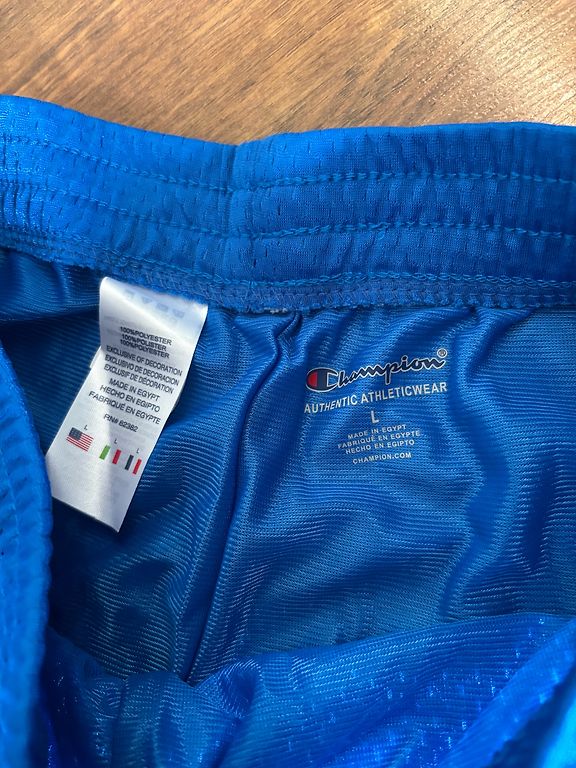 100%POLYESTER
100%POLIESTER
100%POLYESTER
EXCLUSIVE OF DECORATION
EXCLUSIVO DE DECORACION
EXCLUSIF DE DÉCORATION
MADE IN EGYPT
HECHO EN EGIPTO
FABRIQUÉ EN EGYPTE
RN# 62382
L
L L
Champion®
AUTHENTIC ATHLETICWEAR
L
MADE IN EGYPT
FABRIQUÉ EN EGYPTE
HECHO EN EGIPTO
CHAMPION.COM